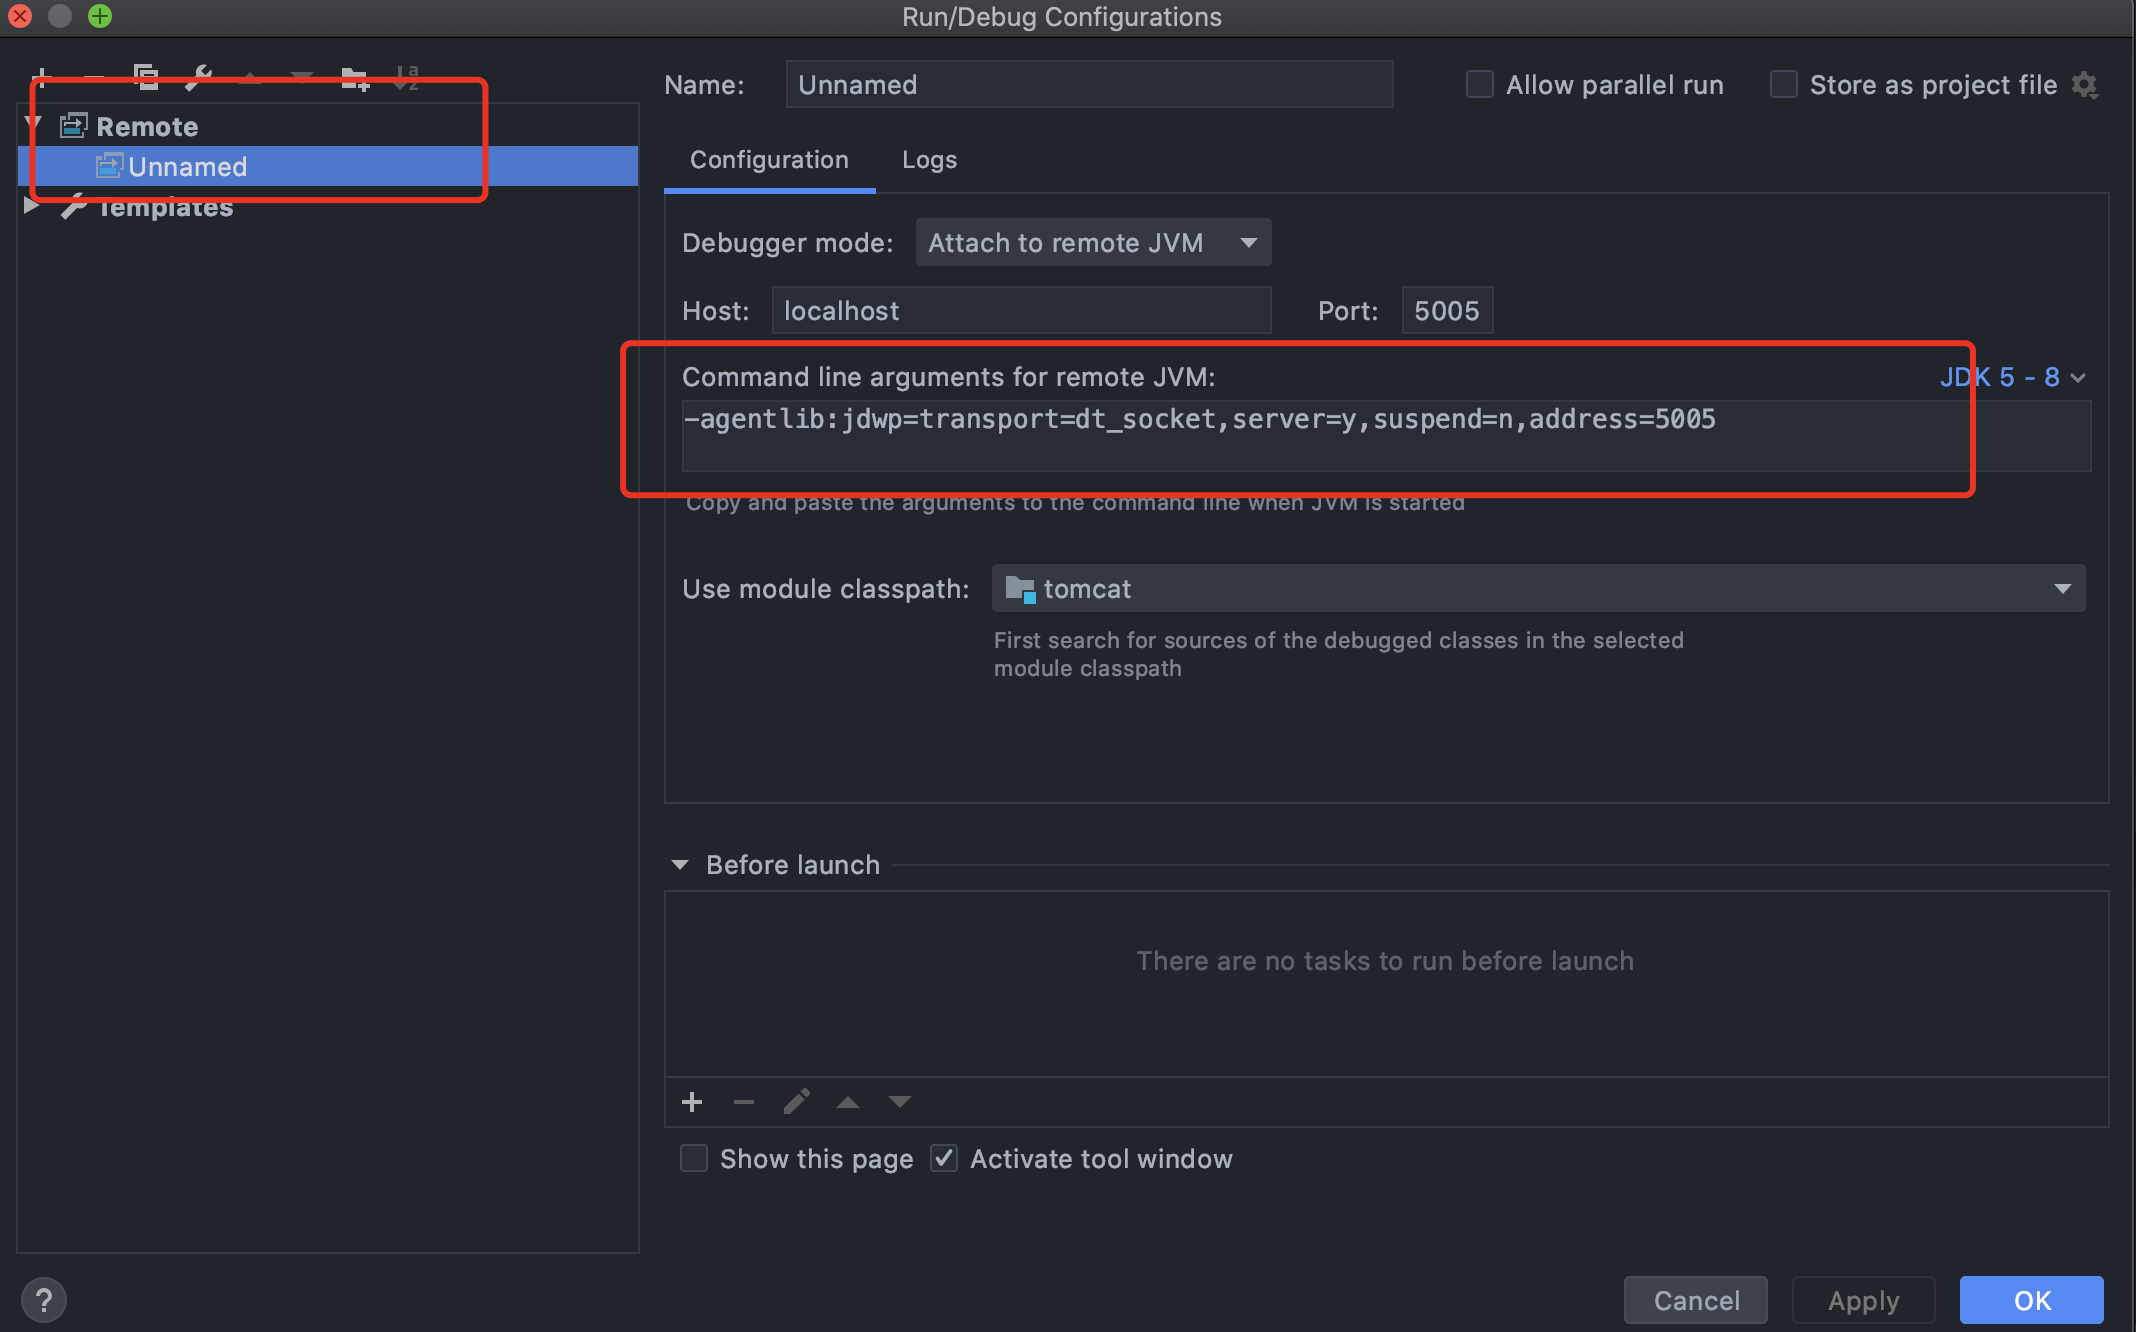 Run/Debug Configurations
Name: Unnamed Allow parallel run Store as project file
Remote
Unnamed
Templates
Configuration Logs
Debugger mode: Attach to remote JVM
Host: localhost Port: 5005
Command line arguments for remote JVM: JDK 5 - 8
-agentlib:jdwp=transport=dt_socket,server=y,suspend=n,address=5005
Copy and paste the arguments to the command line when JVM is started
Use module classpath: tomcat
First search for sources of the debugged classes in the selected
module classpath
Before launch
There are no tasks to run before launch
Show this page Activate tool window
? Cancel Apply OK